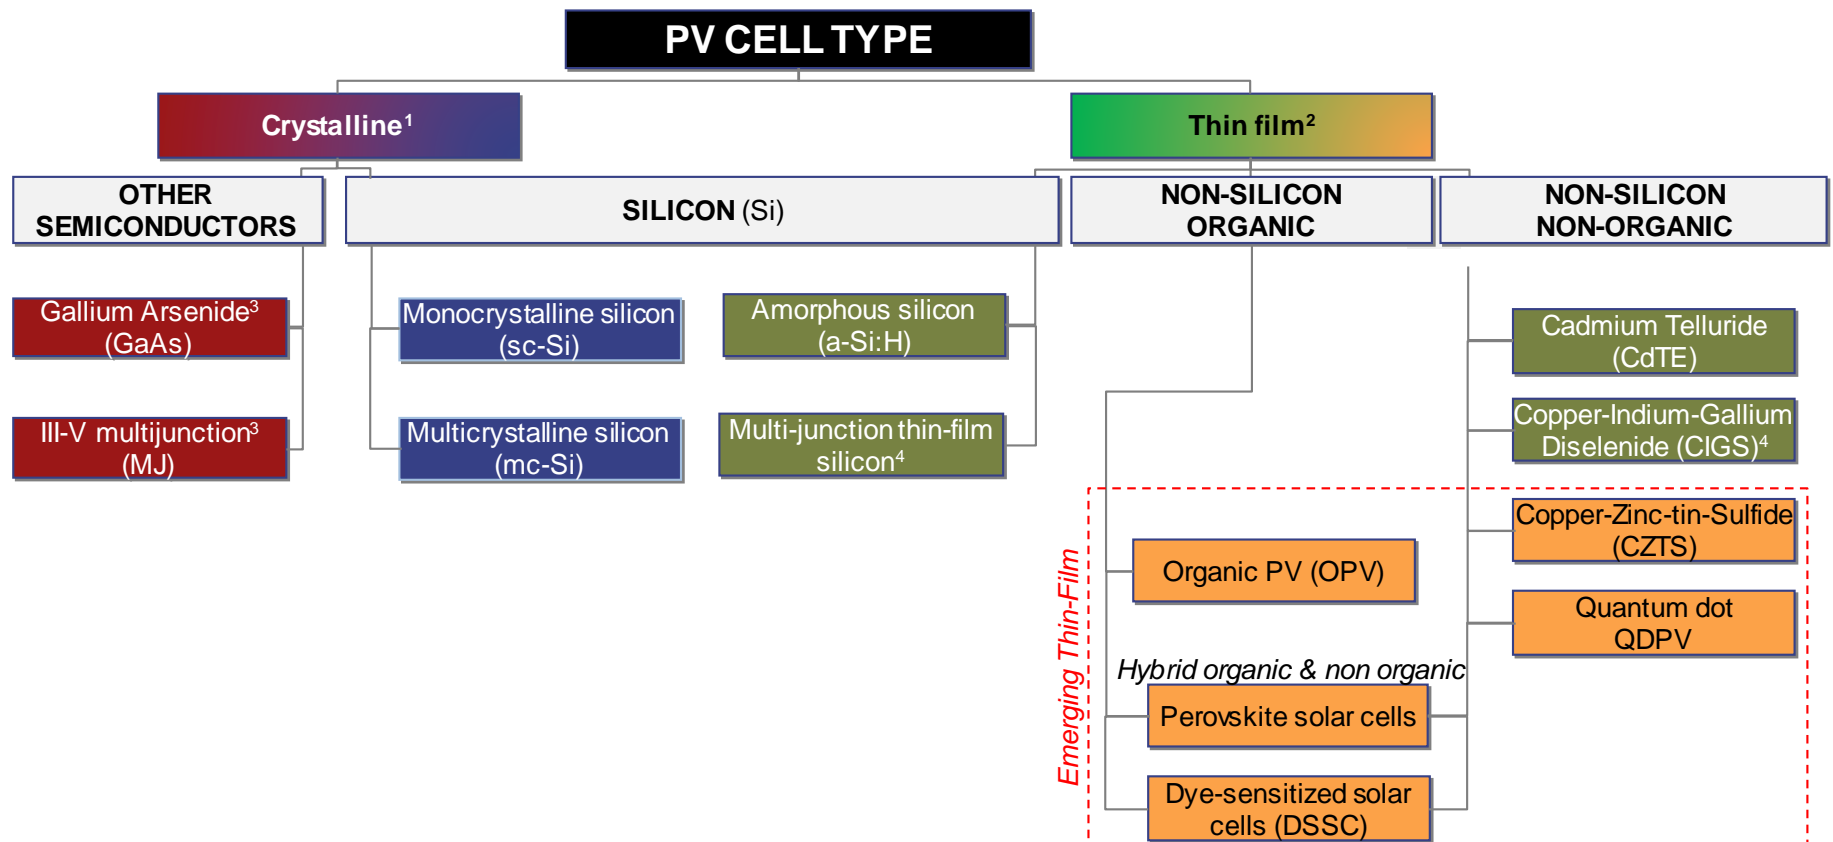 PV CELL TYPE
Crystalline¹
Thin film²
OTHER
SEMICONDUCTORS
SILICON (Si)
NON-SILICON
ORGANIC
NON-SILICON
NON-ORGANIC
Gallium Arsenide³
(GaAs)
III-V multijunction³
(MJ)
Monocrystalline silicon
(sc-Si)
Multicrystalline silicon
(mc-Si)
Amorphous silicon
(a-Si:H)
Multi-junction thin-film
silicon⁴
Cadmium Telluride
(CdTE)
Copper-Indium-Gallium
Diselenide (CIGS)⁴
Emerging Thin-Film
Organic PV (OPV)
Hybrid organic & non organic
Perovskite solar cells
Dye-sensitized solar
cells (DSSC)
Copper-Zinc-tin-Sulfide
(CZTS)
Quantum dot
QDPV